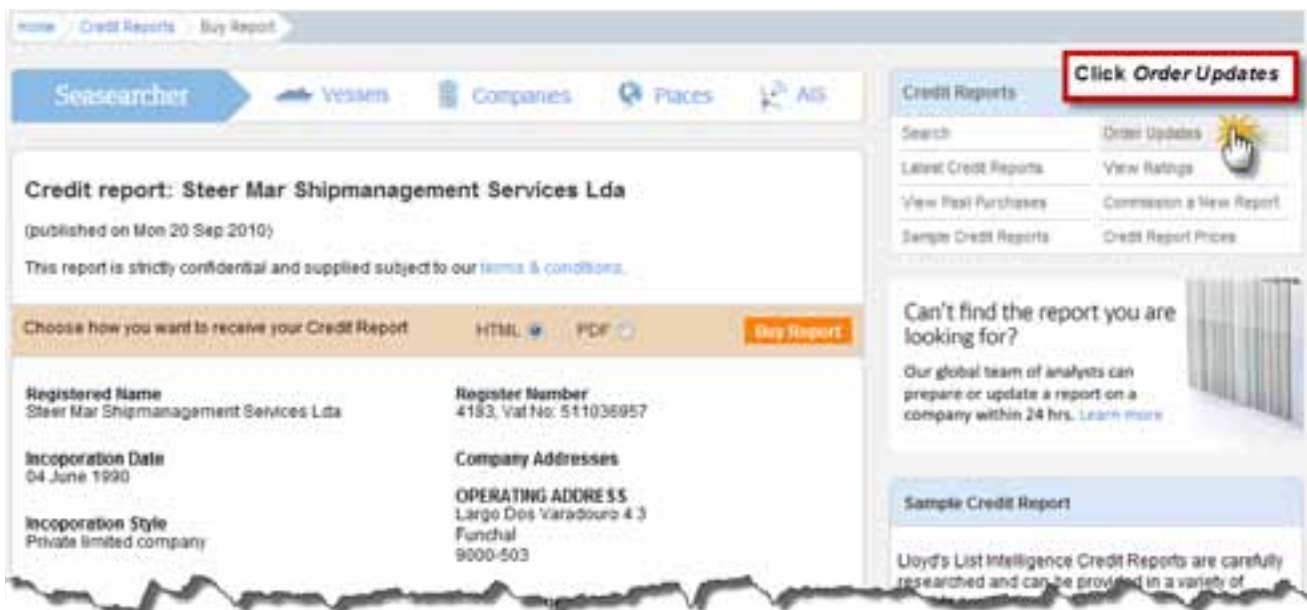 Home Credit Reports Buy Report
Click Order Updates
Seasearcher Vessels Companies Places AIS
Credit report: Steer Mar Shipmanagement Services Lda
(published on Mon 20 Sep 2010)
This report is strictly confidential and supplied subject to our terms & conditions.
Choose how you want to receive your Credit Report HTML PDF Buy Report
Registered Name
Steer Mar Shipmanagement Services Lda
Incoporation Date
04 June 1990
Incoporation Style
Private limited company
Register Number
4183, Vat No: 511036957
Company Addresses
OPERATING ADDRESS
Largo Dos Varadouro 4 3
Funchal
9000-503
Credit Reports
Search Order Updates
Latest Credit Reports View Ratings
View Past Purchases Commission a New Report
Sample Credit Reports Credit Report Prices
Can't find the report you are
looking for?
Our global team of analysts can
prepare or update a report on a
company within 24 hrs. Learn more
Sample Credit Report
Lloyd's List Intelligence Credit Reports are carefully
researched and can be provided in a variety of